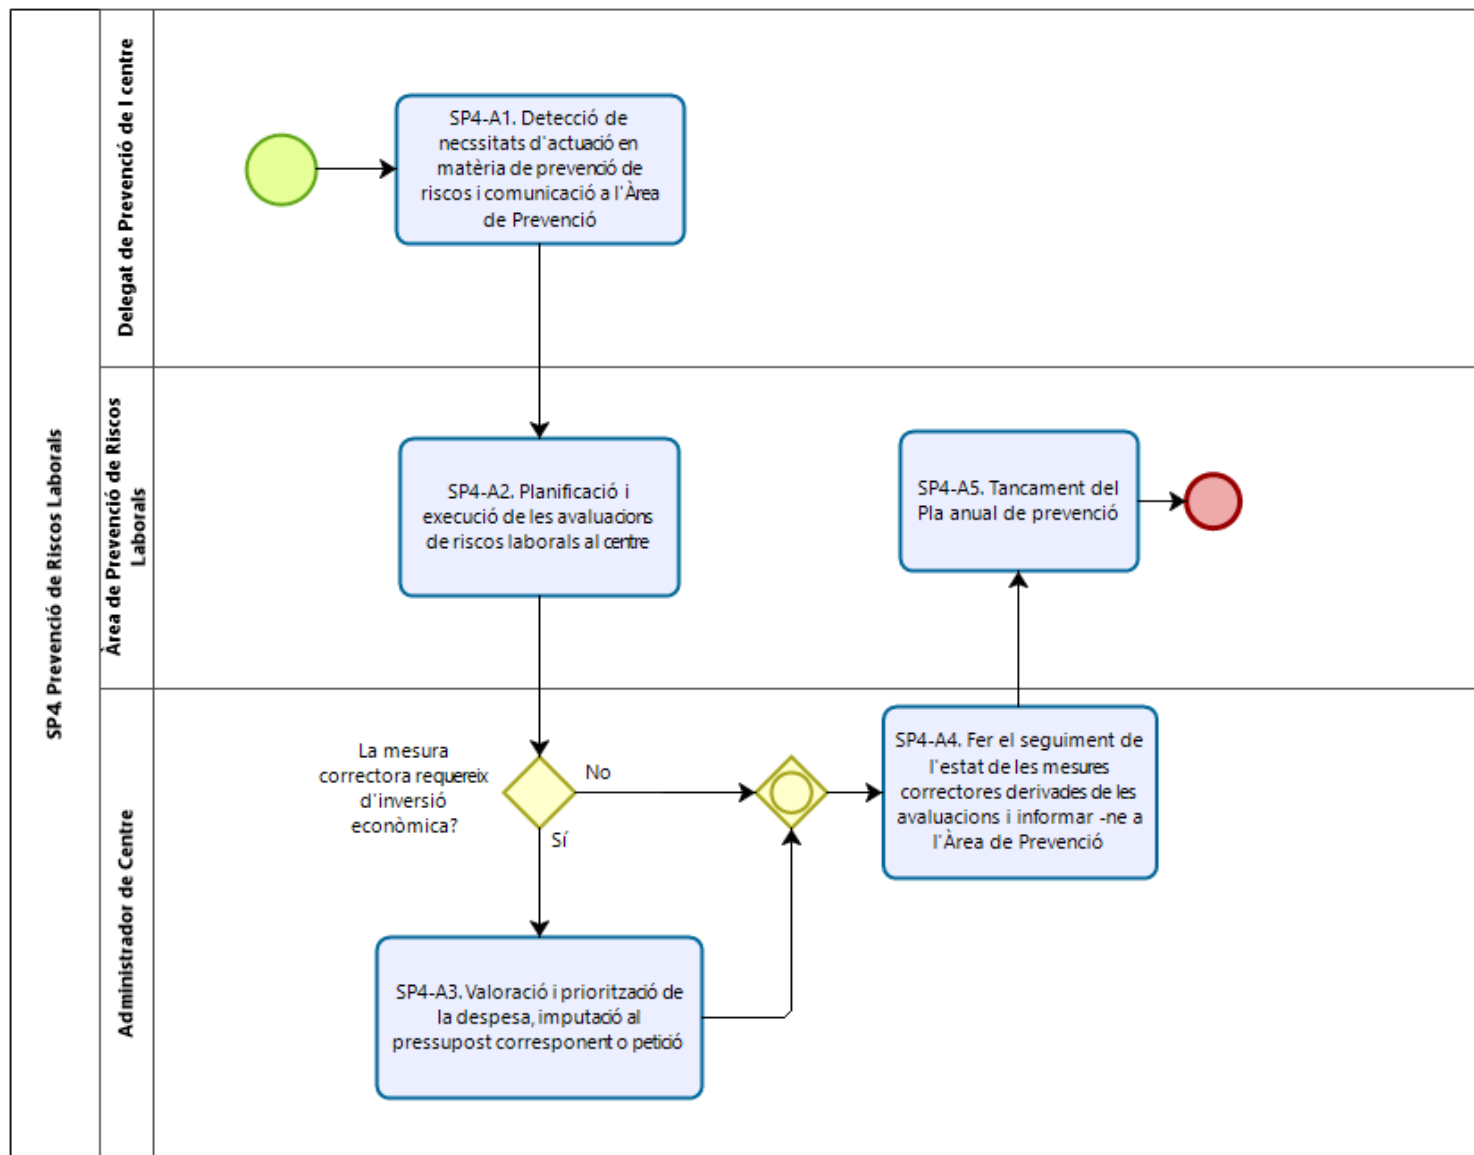 SP4. Prevenció de Riscos Laborals
Delegat de Prevenció de l centre
SP4-A1. Detecció de
necssitats d'actuació en
matèria de prevenció de
riscos i comunicació a l'Àrea
de Prevenció
Àrea de Prevenció de Riscos
Laborals
SP4-A2. Planificació i
execució de les avaluacions
de riscos laborals al centre
SP4-A5. Tancament del
Pla anual de prevenció
Administrador de Centre
La mesura
correctora requereix
d'inversió
econòmica?
No
Sí
SP4-A4. Fer el seguiment de
l'estat de les mesures
correctores derivades de les
avaluacions i informar -ne a
l'Àrea de Prevenció
SP4-A3. Valoració i priorització de
la despesa, imputació al
pressupost corresponent o petició